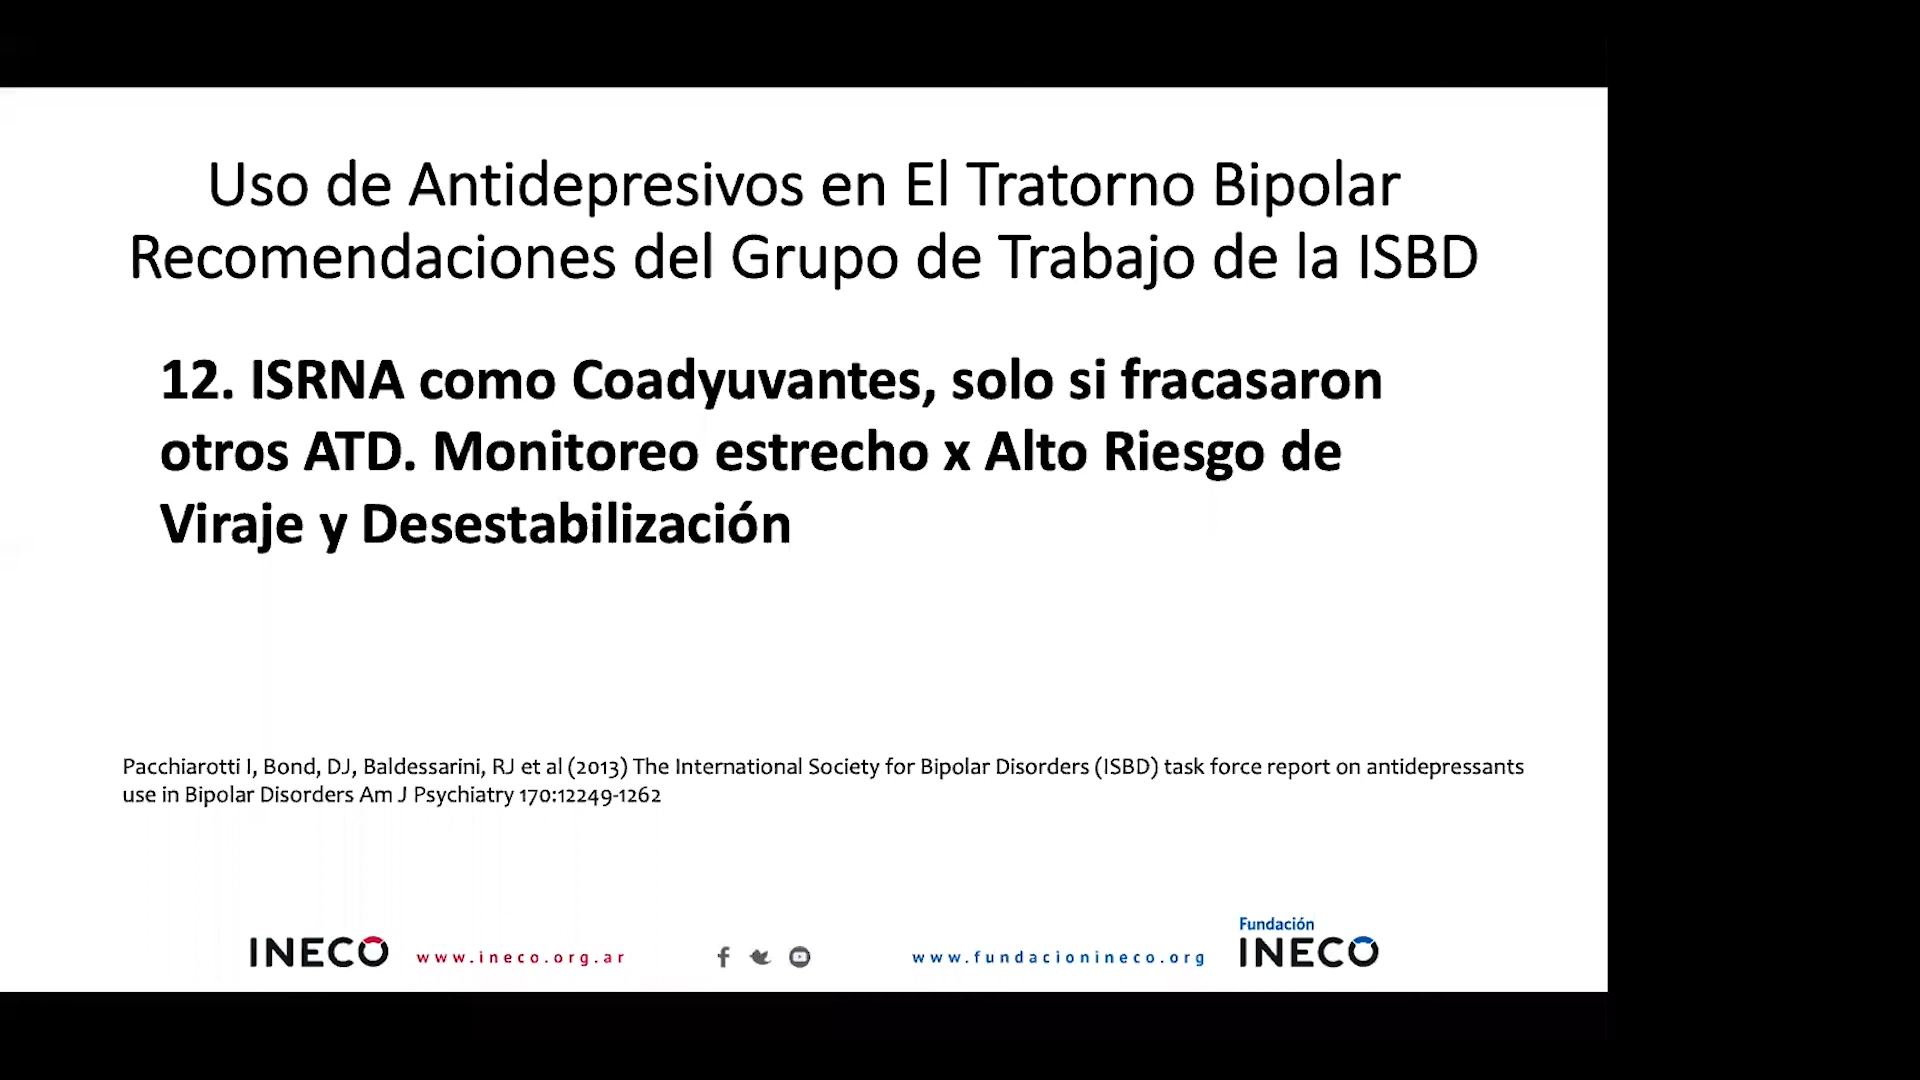 Uso de Antidepresivos en El Tratorno Bipolar
Recomendaciones del Grupo de Trabajo de la ISBD
12. ISRNA como Coadyuvantes, solo si fracasaron
otros ATD. Monitoreo estrecho x Alto Riesgo de
Viraje y Desestabilización
Pacchiarotti I, Bond, DJ, Baldessarini, RJ et al (2013) The International Society for Bipolar Disorders (ISBD) task force report on antidepressants
use in Bipolar Disorders Am J Psychiatry 170:12249-1262
INECO www.ineco.org.ar www.fundacionineco.org Fundación
INECO